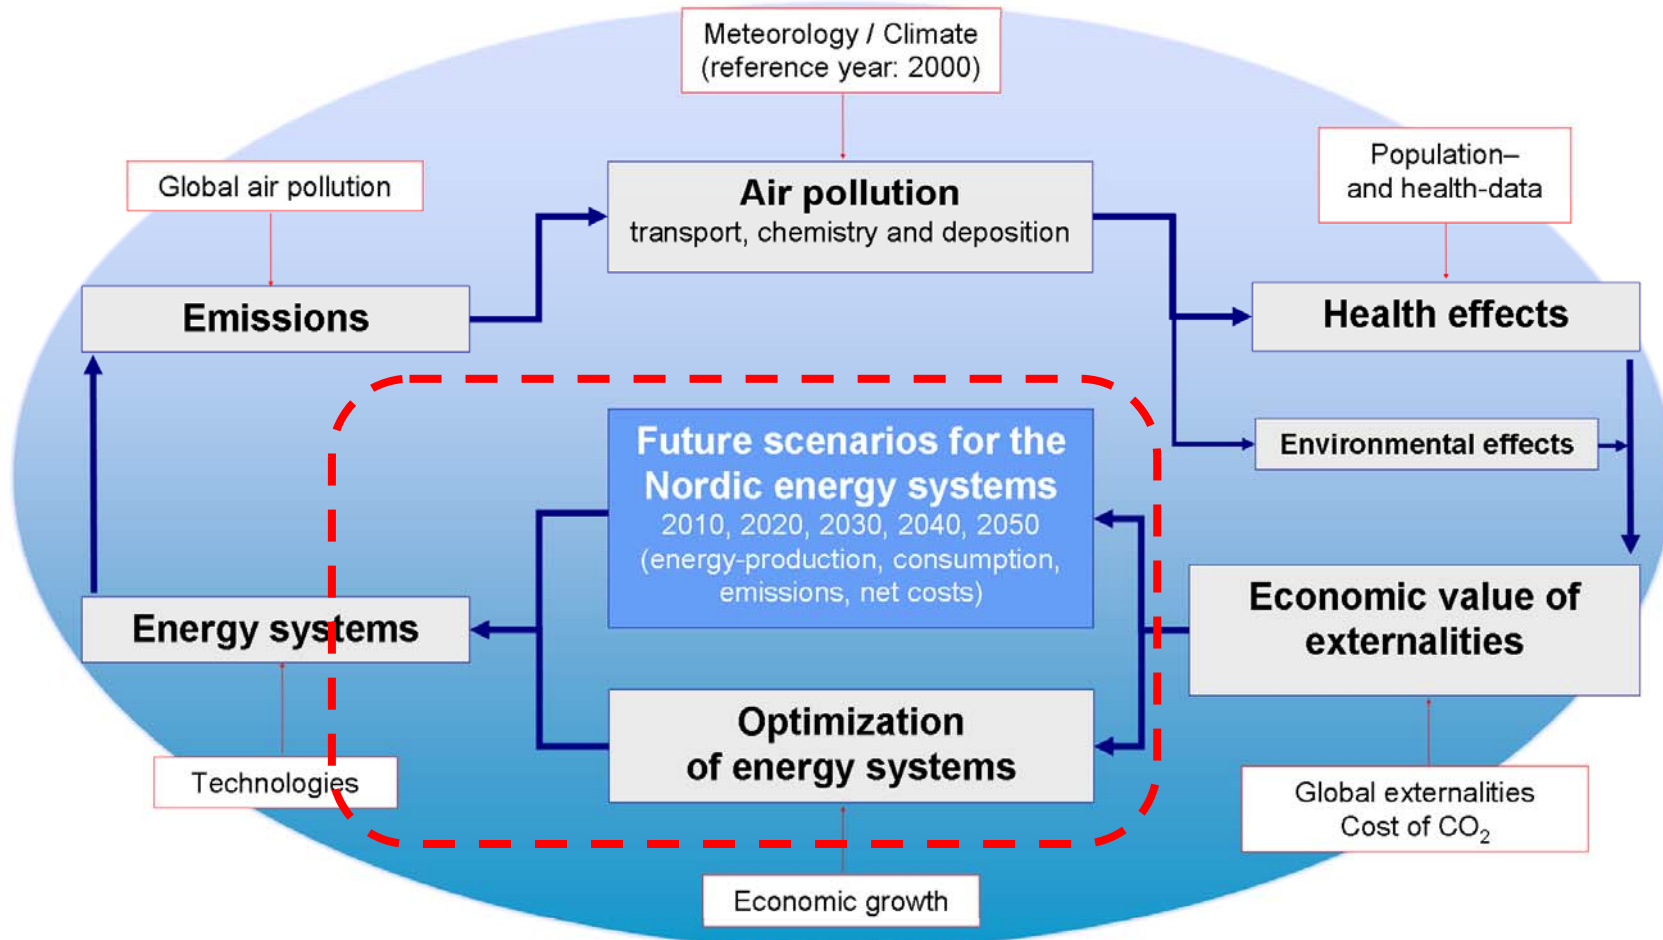 Meteorology / Climate
(reference year: 2000)
Global air pollution
Air pollution
transport, chemistry and deposition
Population–
and health-data
Emissions
Health effects
Future scenarios for the
Nordic energy systems
2010, 2020, 2030, 2040, 2050
(energy-production, consumption,
emissions, net costs)
Environmental effects
Energy systems
Economic value of
externalities
Optimization
of energy systems
Technologies
Global externalities
Cost of CO₂
Economic growth